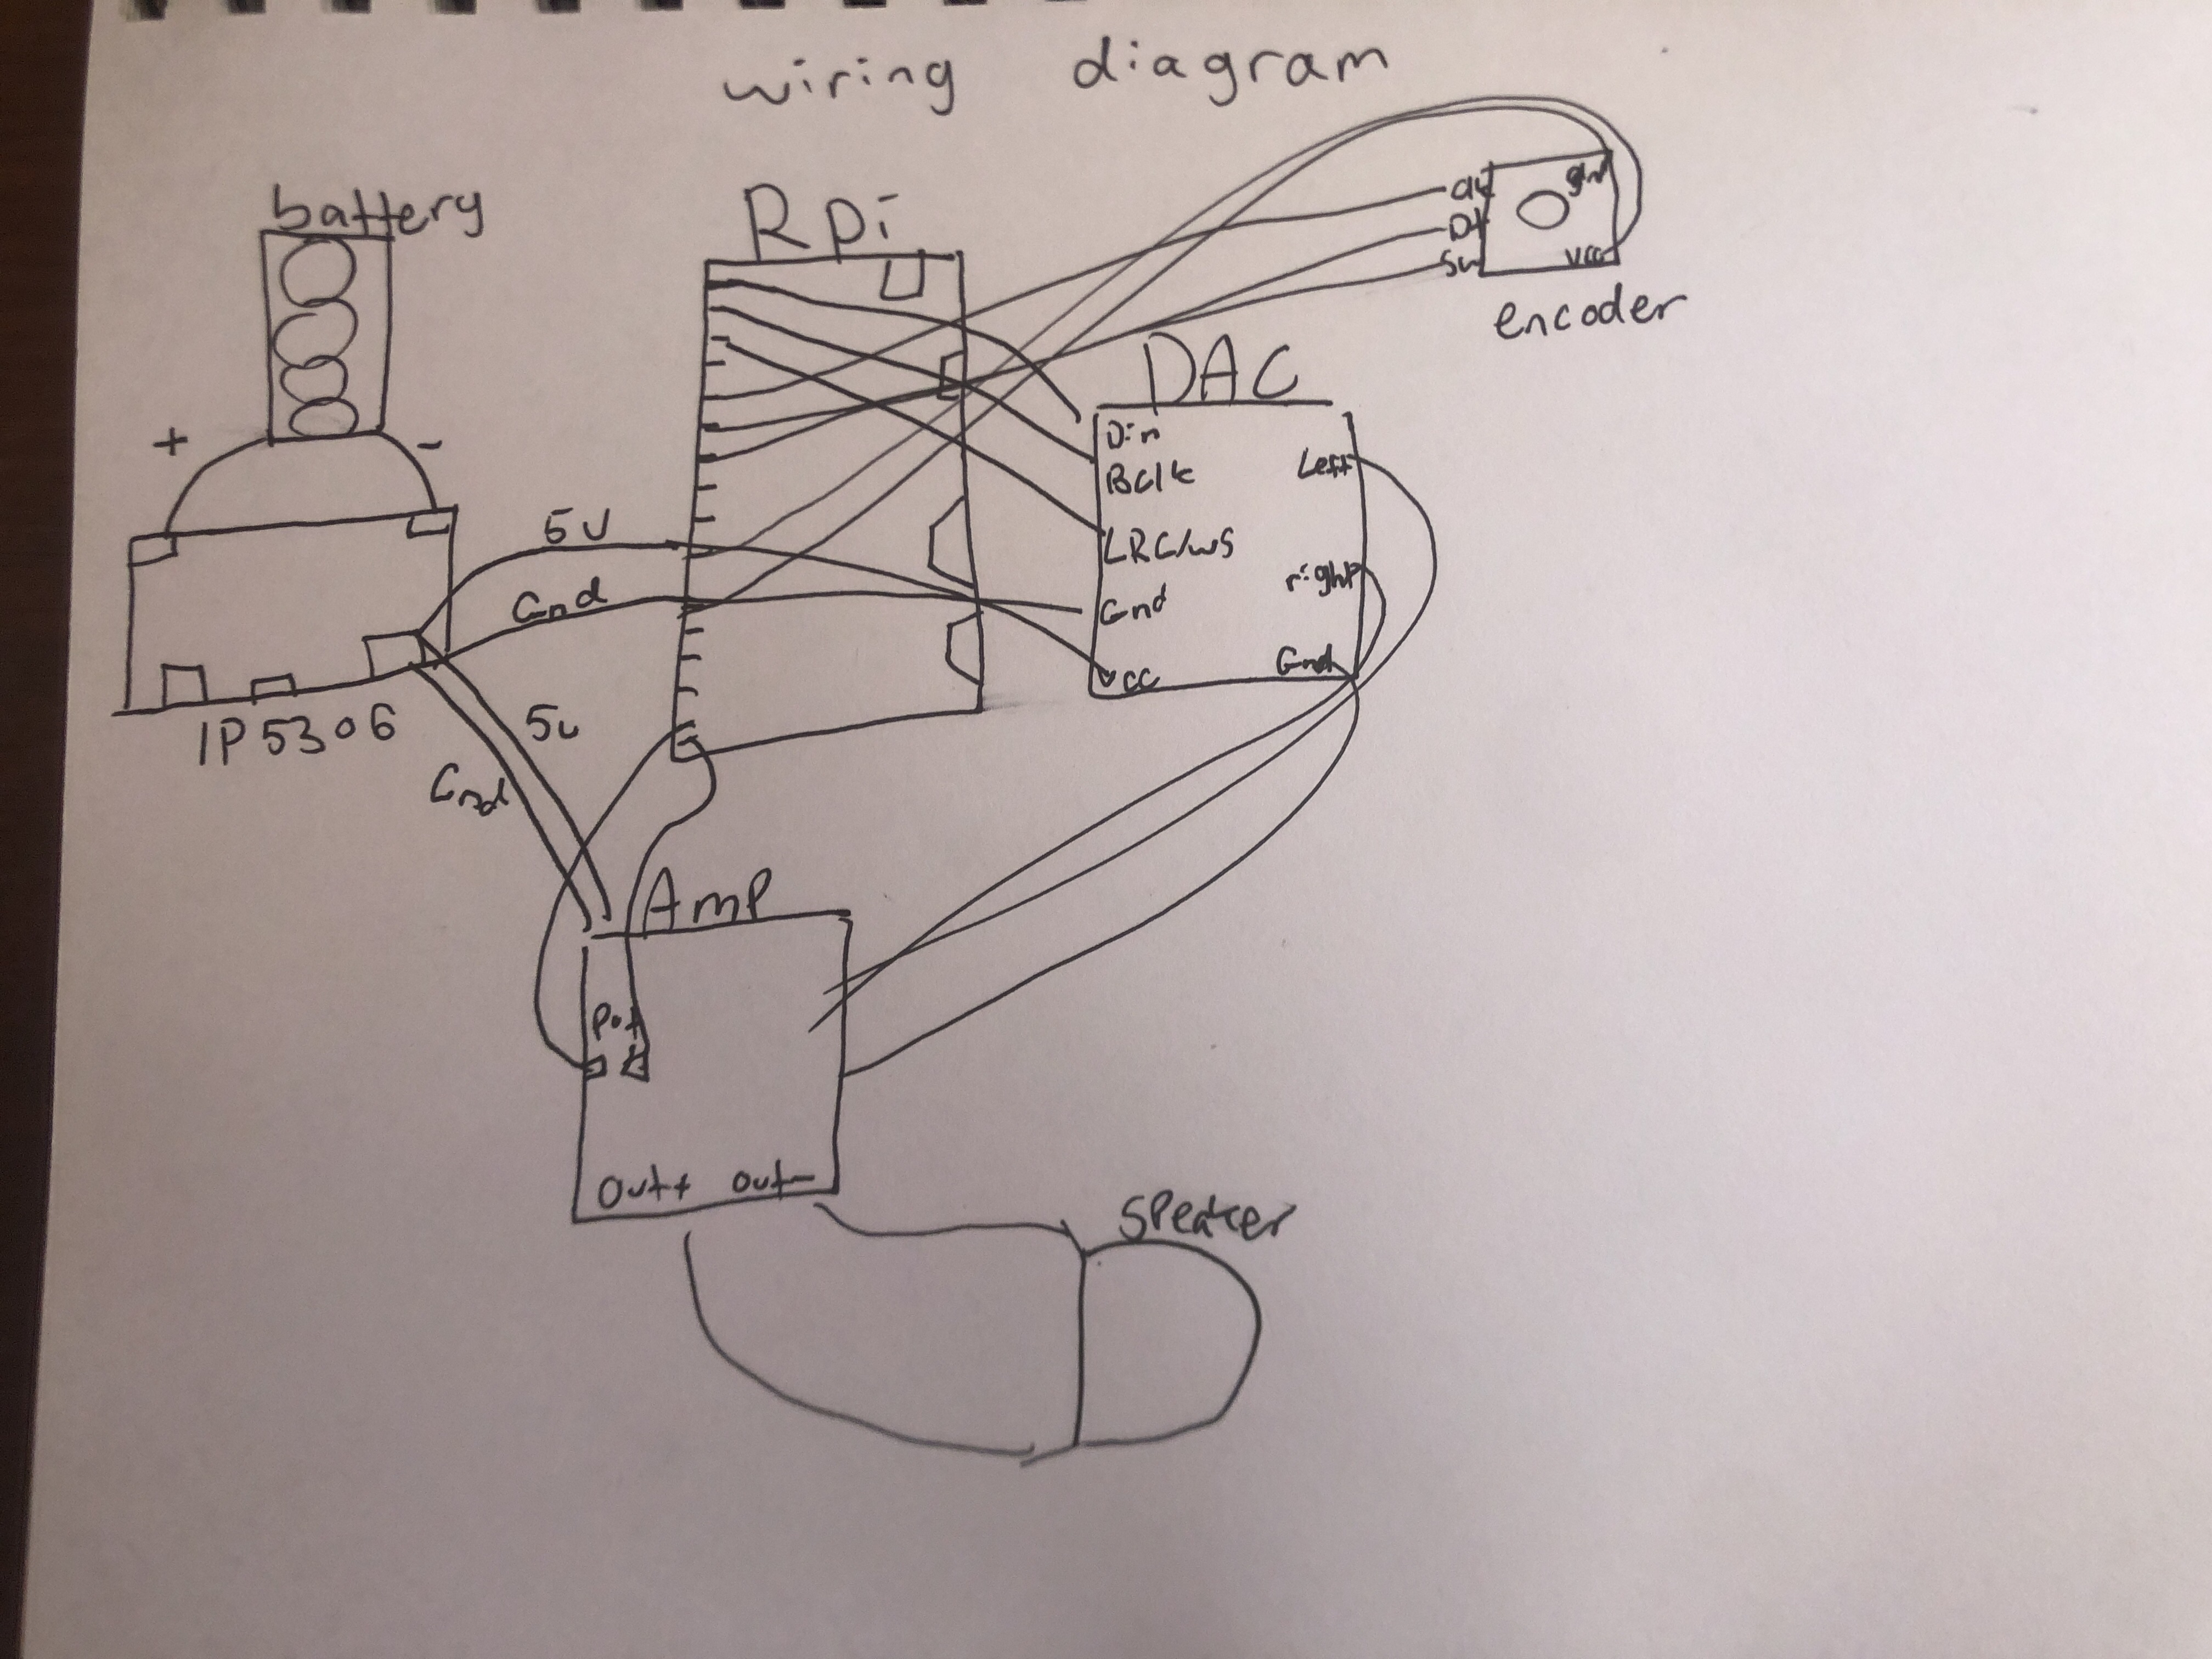 wiring diagram
battery
+ -
IP5306
5V
Gnd
5v
Gnd
RPi
clk
Dt
Sw
gnd
vcc
encoder
DAC
Din
Bclk
LRC/WS
Gnd
vcc
Left
right
Gnd
Amp
Pot
Out+ out-
Speaker